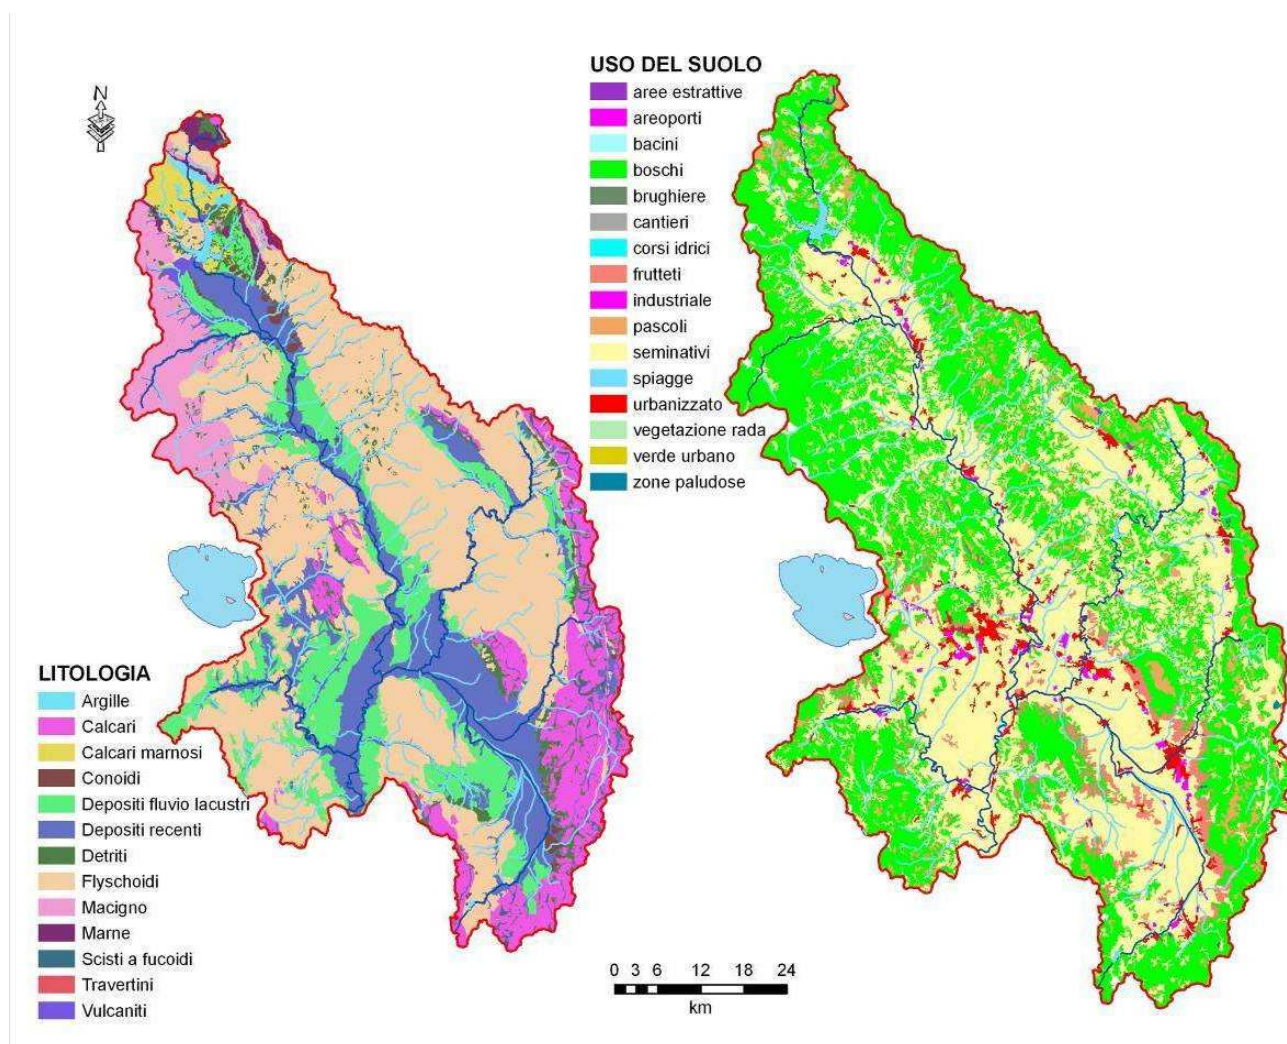 N
LITOLOGIA
Argille
Calcari
Calcari marnosi
Conoidi
Depositi fluvio lacustri
Depositi recenti
Detriti
Flyschoidi
Macigno
Marne
Scisti a fucoidi
Travertini
Vulcaniti
USO DEL SUOLO
aree estrattive
areoporti
bacini
boschi
brughiere
cantieri
corsi idrici
frutteti
industriale
pascoli
seminativi
spiagge
urbanizzato
vegetazione rada
verde urbano
zone paludose
0 3 6 12 18 24
km